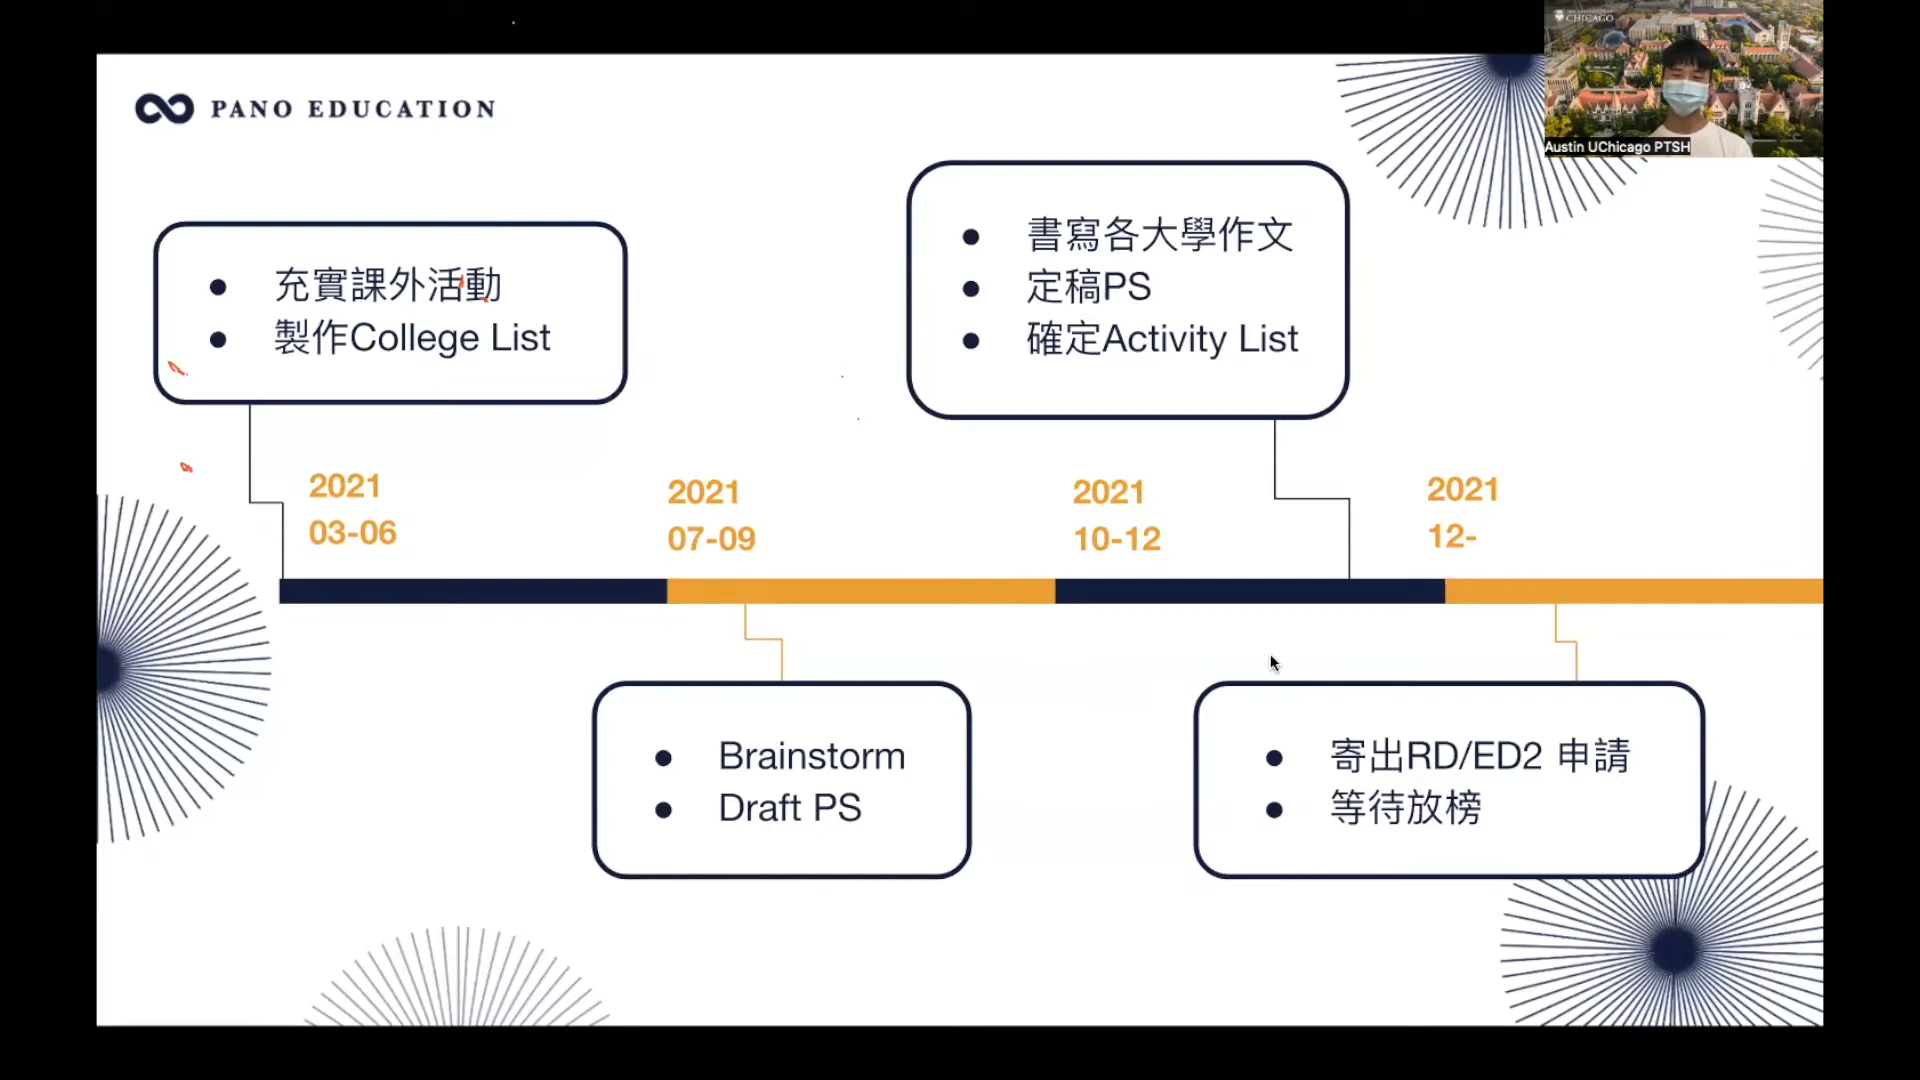 PANO EDUCATION
CHICAGO
Austin UChicago PTSH
充實課外活動
製作College List
書寫各大學作文
定稿PS
確定Activity List
2021
03-06
2021
07-09
2021
10-12
2021
12-
Brainstorm
Draft PS
寄出RD/ED2 申請
等待放榜